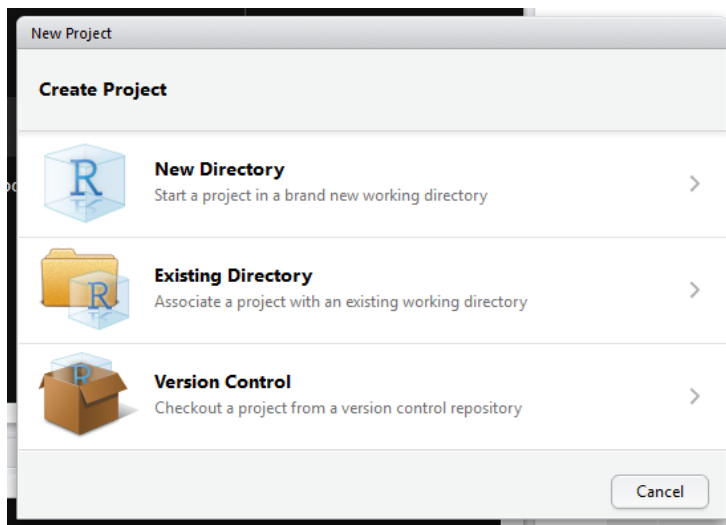 New Project
Create Project
R
New Directory
Start a project in a brand new working directory
R
Existing Directory
Associate a project with an existing working directory
R
Version Control
Checkout a project from a version control repository
Cancel